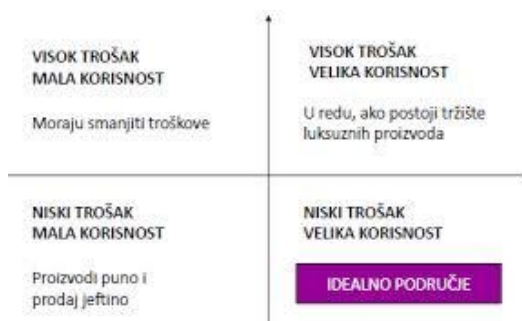 VISOK TROŠAK
MALA KORISNOST
Moraju smanjiti troškove
VISOK TROŠAK
VELIKA KORISNOST
U redu, ako postoji tržište
luksuznih proizvoda
NISKI TROŠAK
MALA KORISNOST
Proizvodi puno i
prodaj jeftino
NISKI TROŠAK
VELIKA KORISNOST
IDEALNO PODRUČJE